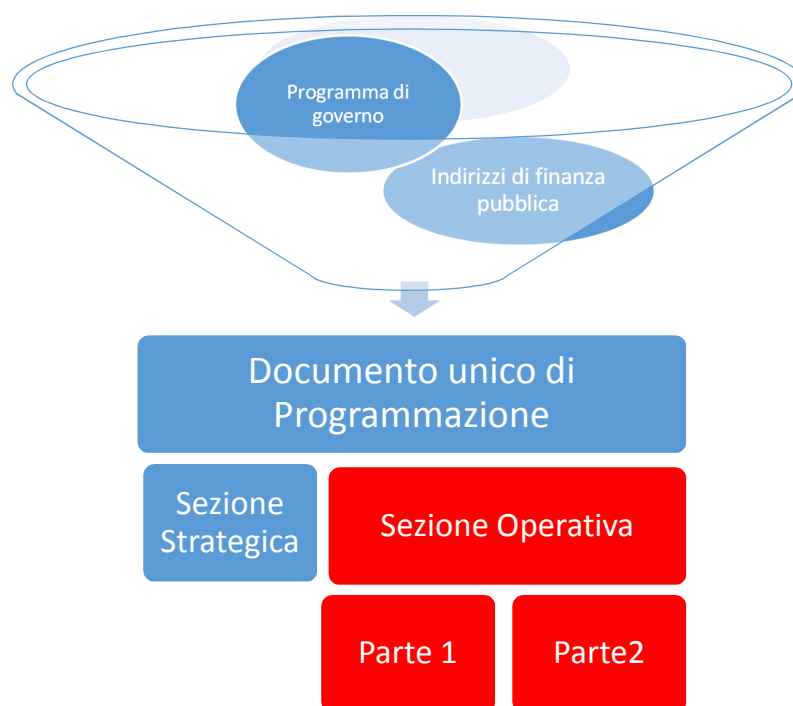 Programma di
governo
Indirizzi di finanza
pubblica
Documento unico di
Programmazione
Sezione
Strategica
Sezione Operativa
Parte 1
Parte2